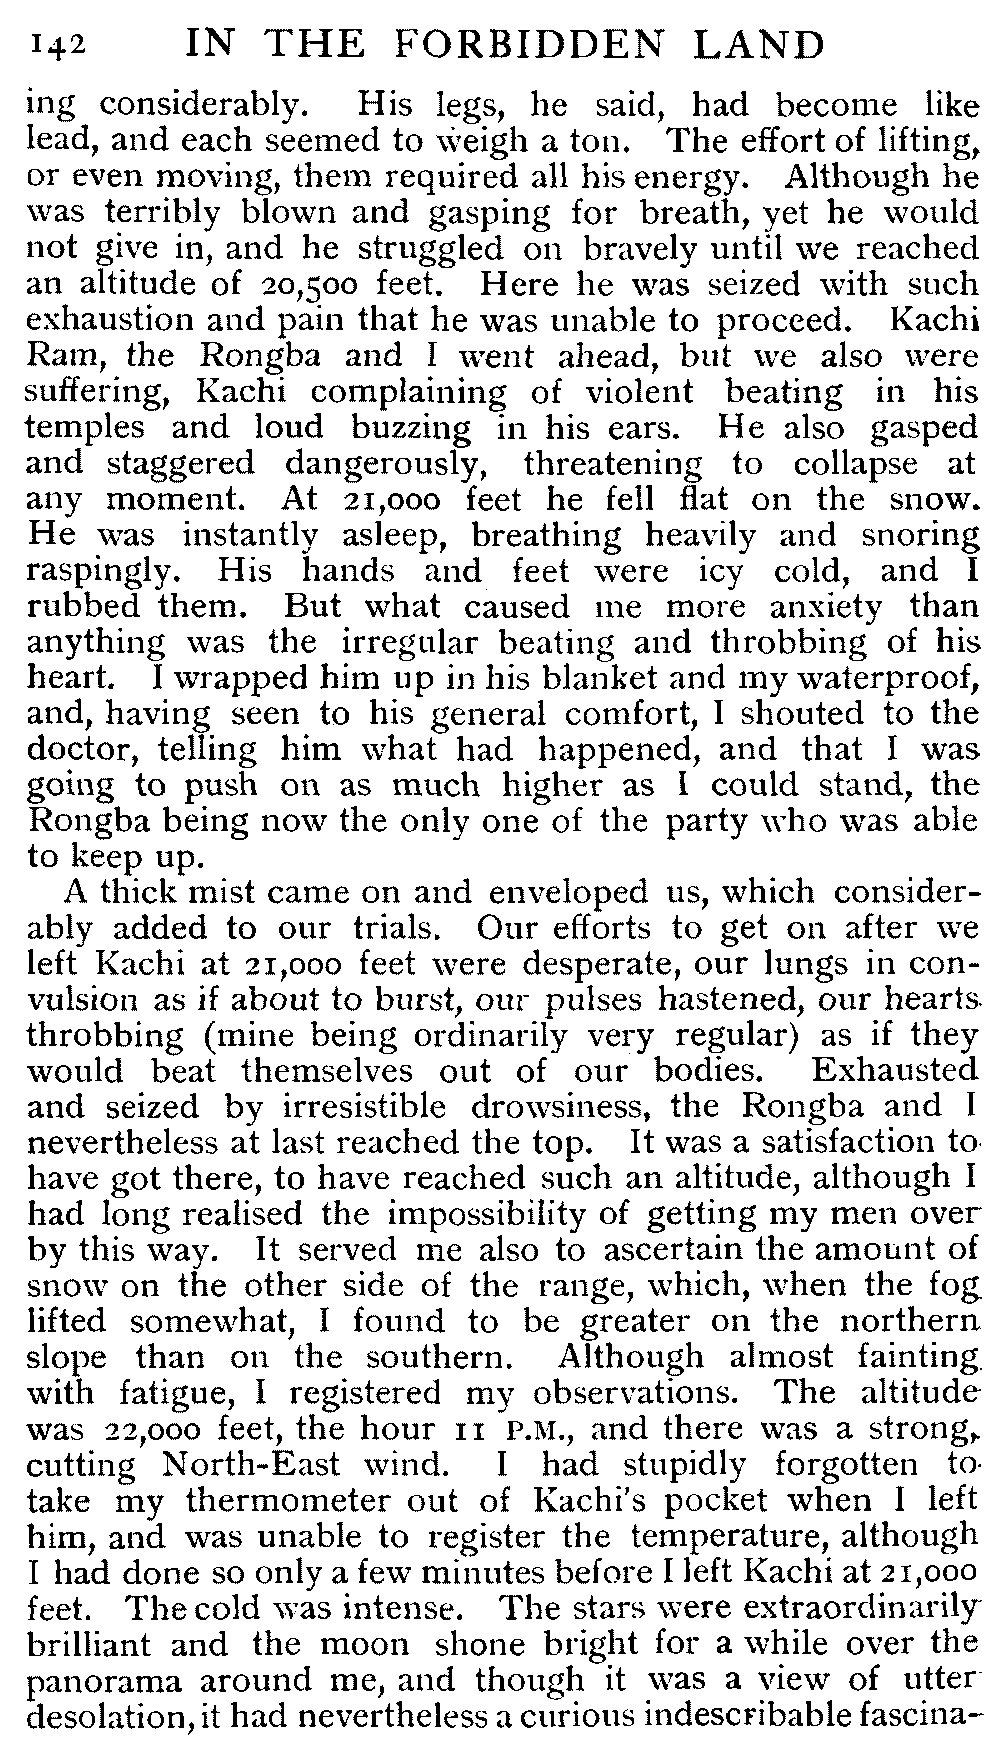 142 IN THE FORBIDDEN LAND
ing considerably. His legs, he said, had become like
lead, and each seemed to weigh a ton. The effort of lifting,
or even moving, them required all his energy. Although he
was terribly blown and gasping for breath, yet he would
not give in, and he struggled on bravely until we reached
an altitude of 20,500 feet. Here he was seized with such
exhaustion and pain that he was unable to proceed. Kachi
Ram, the Rongba and I went ahead, but we also were
suffering, Kachi complaining of violent beating in his
temples and loud buzzing in his ears. He also gasped
and staggered dangerously, threatening to collapse at
any moment. At 21,000 feet he fell flat on the snow.
He was instantly asleep, breathing heavily and snoring
raspingly. His hands and feet were icy cold, and I
rubbed them. But what caused me more anxiety than
anything was the irregular beating and throbbing of his
heart. I wrapped him up in his blanket and my waterproof,
and, having seen to his general comfort, I shouted to the
doctor, telling him what had happened, and that I was
going to push on as much higher as I could stand, the
Rongba being now the only one of the party who was able
to keep up.
A thick mist came on and enveloped us, which consider-
ably added to our trials. Our efforts to get on after we
left Kachi at 21,000 feet were desperate, our lungs in con-
vulsion as if about to burst, our pulses hastened, our hearts
throbbing (mine being ordinarily very regular) as if they
would beat themselves out of our bodies. Exhausted
and seized by irresistible drowsiness, the Rongba and I
nevertheless at last reached the top. It was a satisfaction to
have got there, to have reached such an altitude, although I
had long realised the impossibility of getting my men over
by this way. It served me also to ascertain the amount of
snow on the other side of the range, which, when the fog
lifted somewhat, I found to be greater on the northern
slope than on the southern. Although almost fainting
with fatigue, I registered my observations. The altitude
was 22,000 feet, the hour 11 P.M., and there was a strong,
cutting North-East wind. I had stupidly forgotten to
take my thermometer out of Kachi's pocket when I left
him, and was unable to register the temperature, although
I had done so only a few minutes before I left Kachi at 21,000
feet. The cold was intense. The stars were extraordinarily
brilliant and the moon shone bright for a while over the
panorama around me, and though it was a view of utter
desolation, it had nevertheless a curious indescribable fascina-